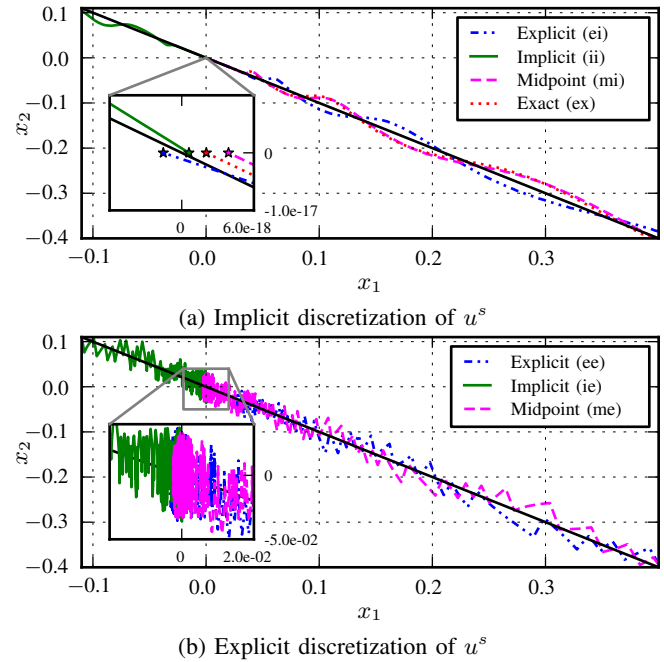 0.1
0.0
−0.1
−0.2
−0.3
−0.4
x2
Explicit (ei)
Implicit (ii)
Midpoint (mi)
Exact (ex)
0
-1.0e-17
0
6.0e-18
−0.1
0.0
0.1
0.2
0.3
x1
(a) Implicit discretization of u^s
0.1
0.0
−0.1
−0.2
−0.3
−0.4
x2
Explicit (ee)
Implicit (ie)
Midpoint (me)
0
-5.0e-02
0
2.0e-02
−0.1
0.0
0.1
0.2
0.3
x1
(b) Explicit discretization of u^s